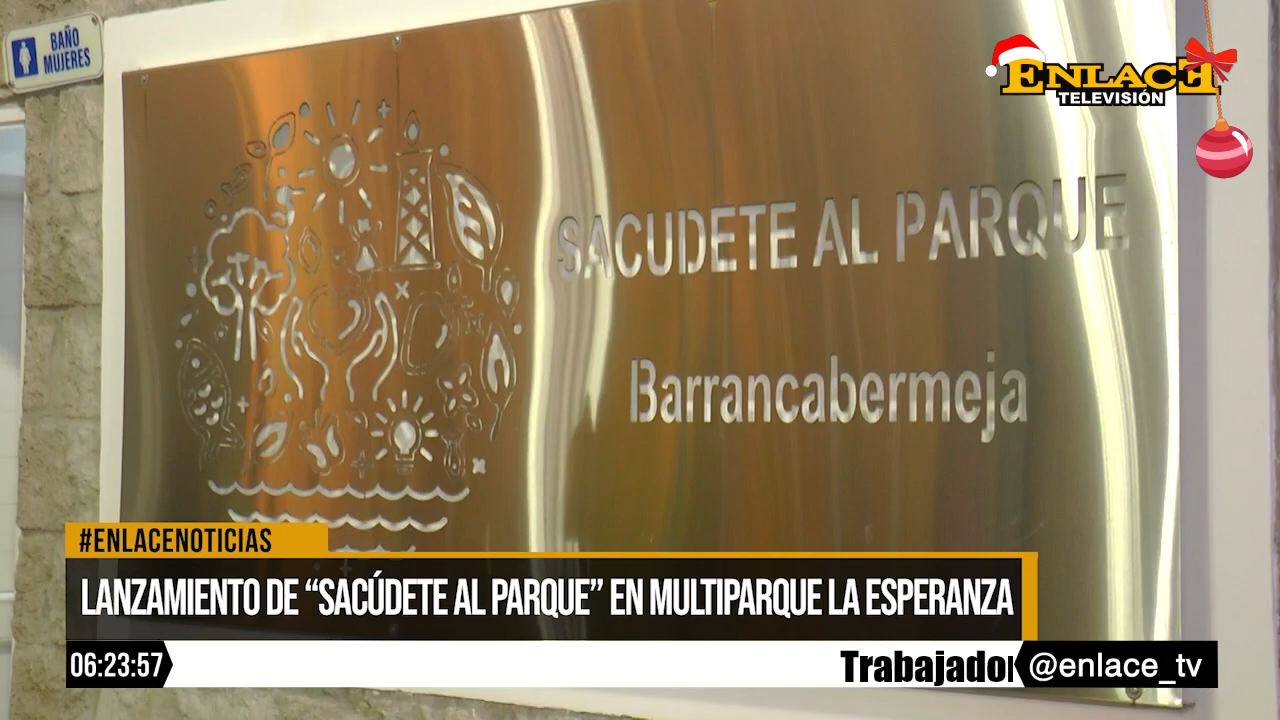 BAÑO
MUJERES
ENLACE
TELEVISIÓN
SACUDETE AL PARQUE
Barrancabermeja
#ENLACENOTICIAS
LANZAMIENTO DE “SACÚDETE AL PARQUE” EN MULTIPARQUE LA ESPERANZA
06:23:57
@enlace_tv